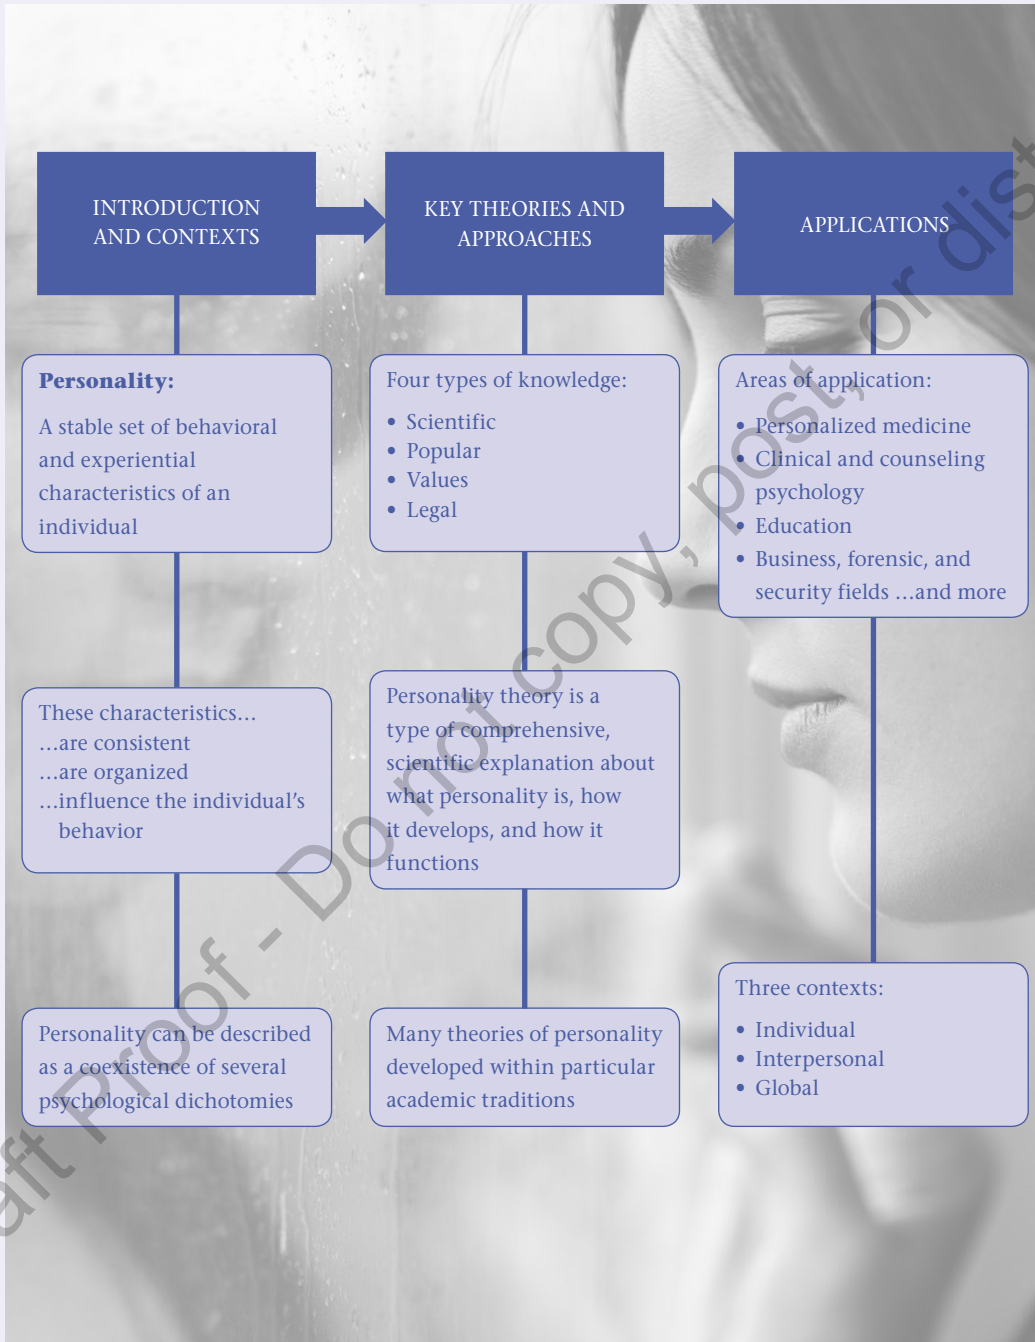 INTRODUCTION
AND CONTEXTS
KEY THEORIES AND
APPROACHES
APPLICATIONS
Personality:
A stable set of behavioral
and experiential
characteristics of an
individual
These characteristics…
…are consistent
…are organized
…influence the individual’s
behavior
Personality can be described
as a coexistence of several
psychological dichotomies
Four types of knowledge:
• Scientific
• Popular
• Values
• Legal
Personality theory is a
type of comprehensive,
scientific explanation about
what personality is, how
it develops, and how it
functions
Many theories of personality
developed within particular
academic traditions
Areas of application:
• Personalized medicine
• Clinical and counseling
psychology
• Education
• Business, forensic, and
security fields …and more
Three contexts:
• Individual
• Interpersonal
• Global
Proof - Do not copy, post, or